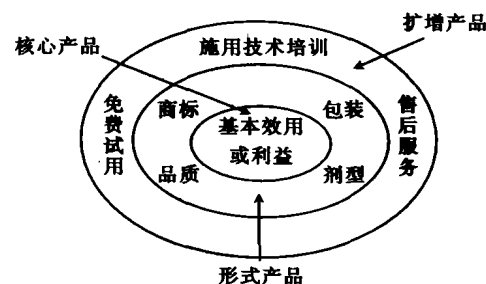 扩增产品
核心产品
施用技术培训
免费试用
商标
包装
售后服务
基本效用
或利益
品质
剂型
形式产品